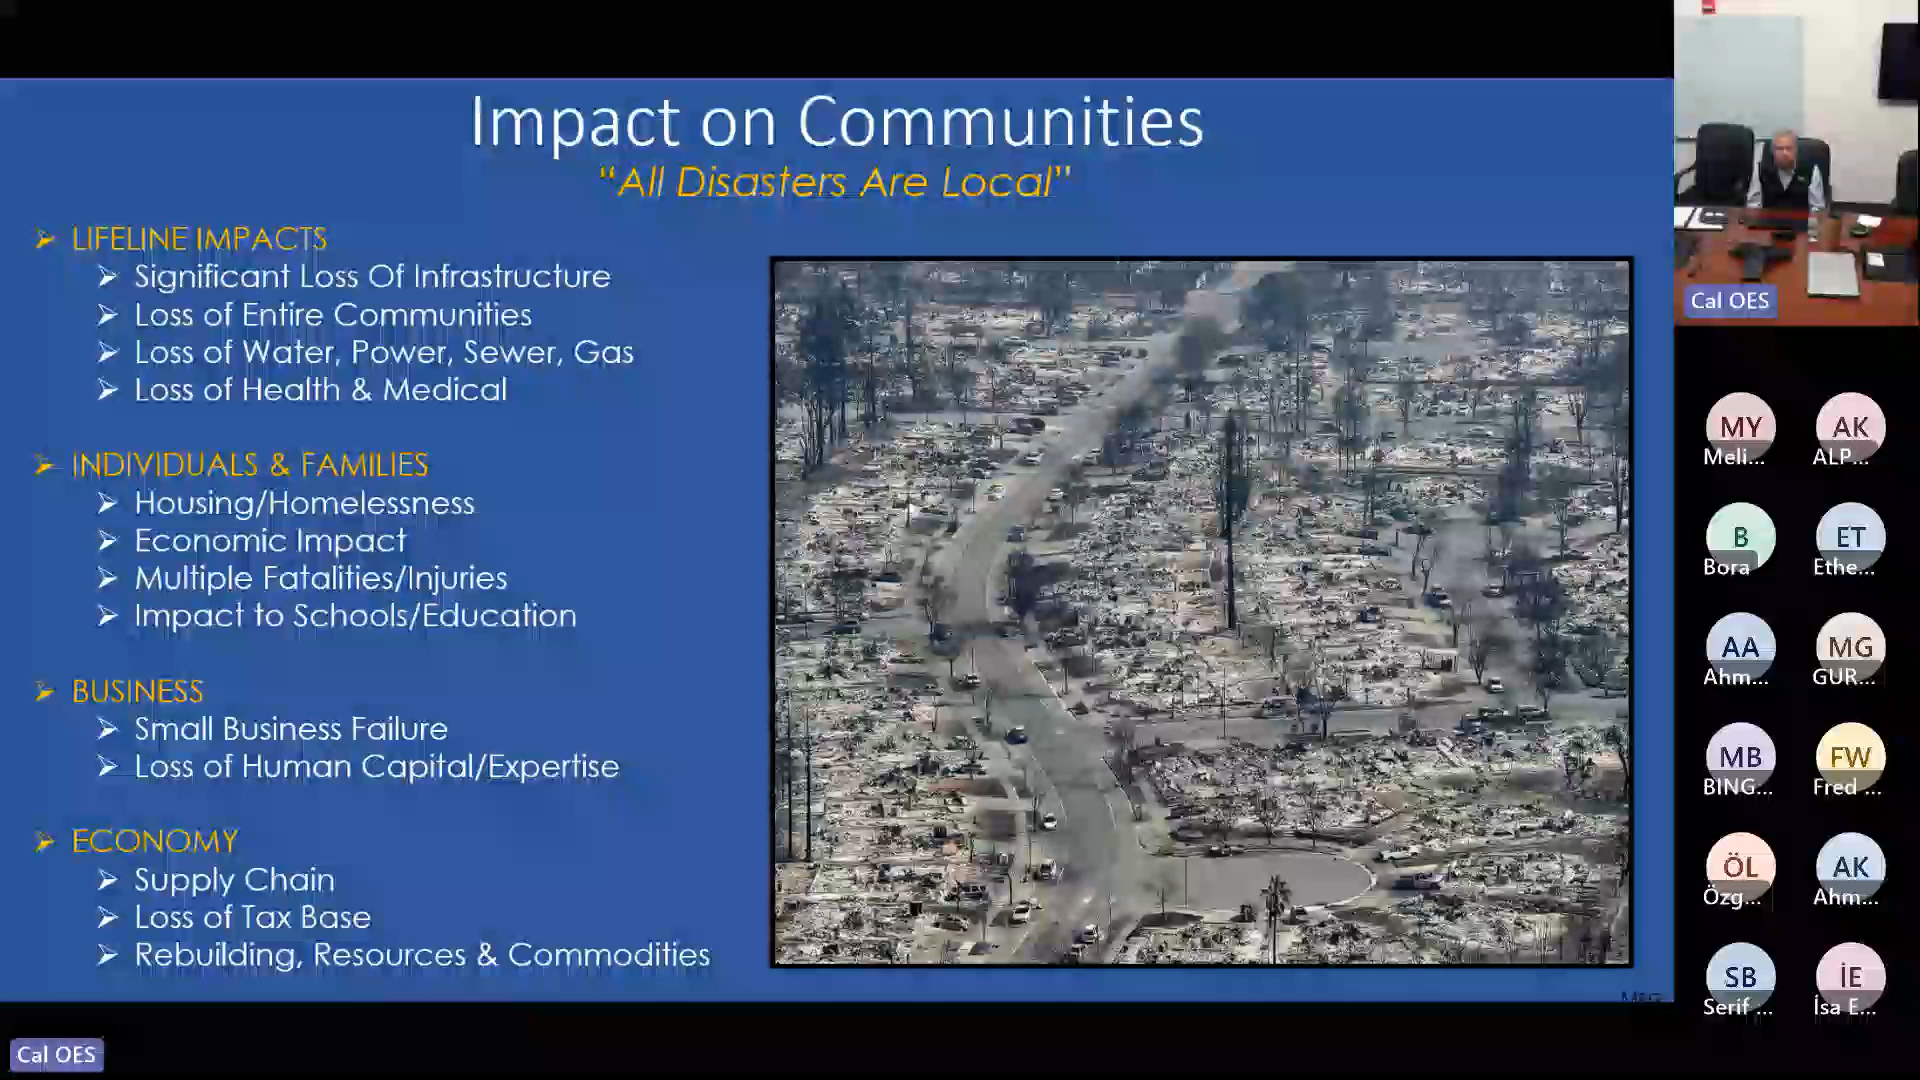 Impact on Communities
“All Disasters Are Local”
LIFELINE IMPACTS
Significant Loss Of Infrastructure
Loss of Entire Communities
Loss of Water, Power, Sewer, Gas
Loss of Health & Medical
INDIVIDUALS & FAMILIES
Housing/Homelessness
Economic Impact
Multiple Fatalities/Injuries
Impact to Schools/Education
BUSINESS
Small Business Failure
Loss of Human Capital/Expertise
ECONOMY
Supply Chain
Loss of Tax Base
Rebuilding, Resources & Commodities
Cal OES
Cal OES
MY
Meli...
AK
ALP...
B
Bora
ET
Ethe...
AA
Ahm...
MG
GUR...
MB
BING...
FW
Fred ...
ÖL
Özg...
AK
Ahm...
SB
Serif ...
İE
İsa E...